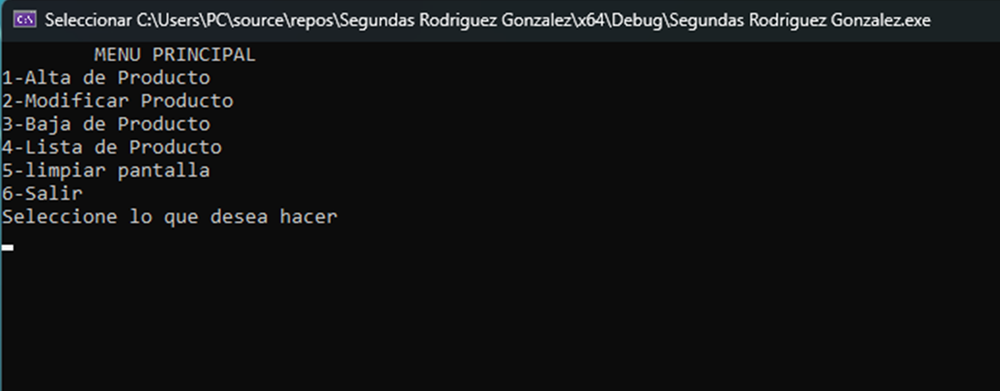 Seleccionar C:\Users\PC\source\repos\Segundas Rodriguez Gonzalez\x64\Debug\Segundas Rodriguez Gonzalez.exe
MENU PRINCIPAL
1-Alta de Producto
2-Modificar Producto
3-Baja de Producto
4-Lista de Producto
5-limpiar pantalla
6-Salir
Seleccione lo que desea hacer